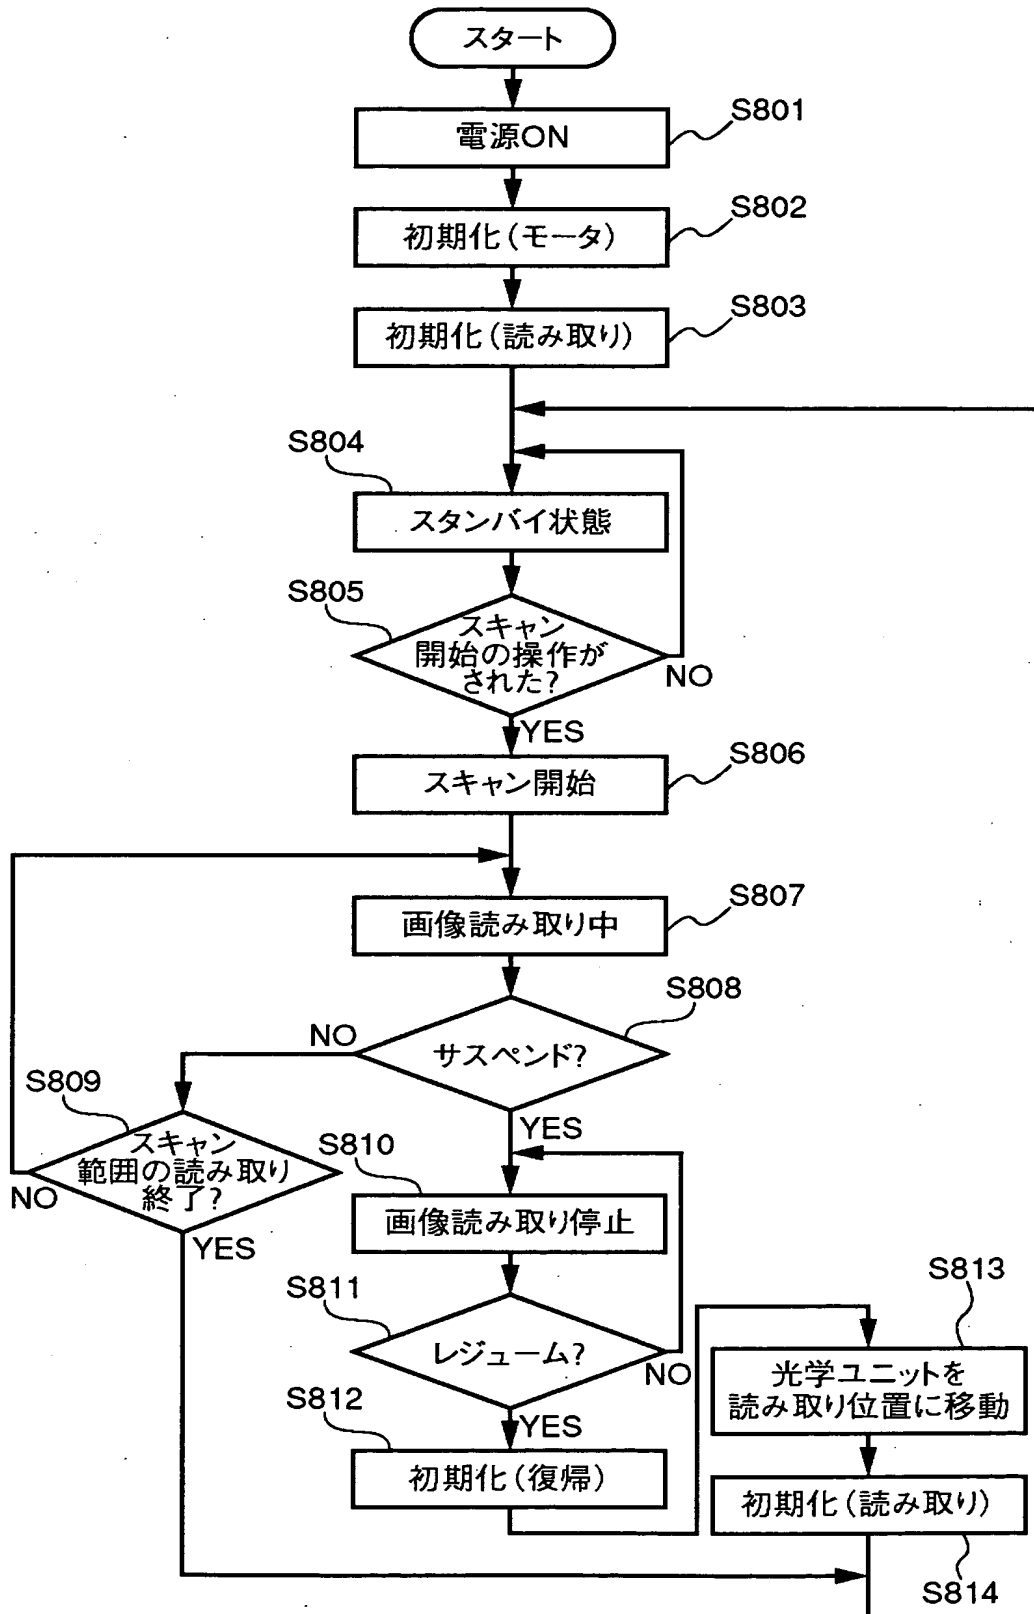 スタート
電源ON
S801
初期化(モータ)
S802
初期化(読み取り)
S803
S804
スタンバイ状態
S805
スキャン
開始の操作が
された?
NO
YES
スキャン開始
S806
画像読み取り中
S807
サスペンド?
S808
NO
YES
S809
スキャン
範囲の読み取り
終了?
NO
YES
S810
画像読み取り停止
S811
レジューム?
NO
YES
S812
初期化(復帰)
S813
光学ユニットを
読み取り位置に移動
初期化(読み取り)
S814